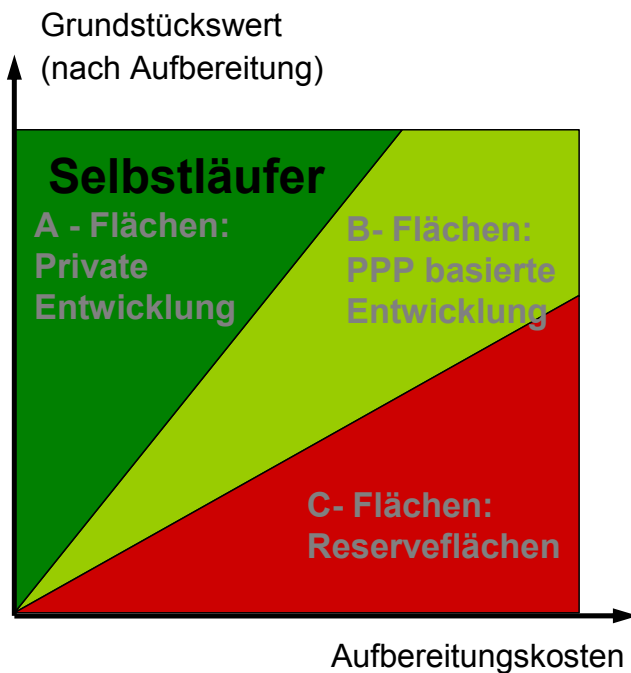 Grundstückswert
(nach Aufbereitung)
Selbstläufer
A - Flächen:
Private
Entwicklung
B- Flächen:
PPP basierte
Entwicklung
C- Flächen:
Reserveflächen
Aufbereitungskosten